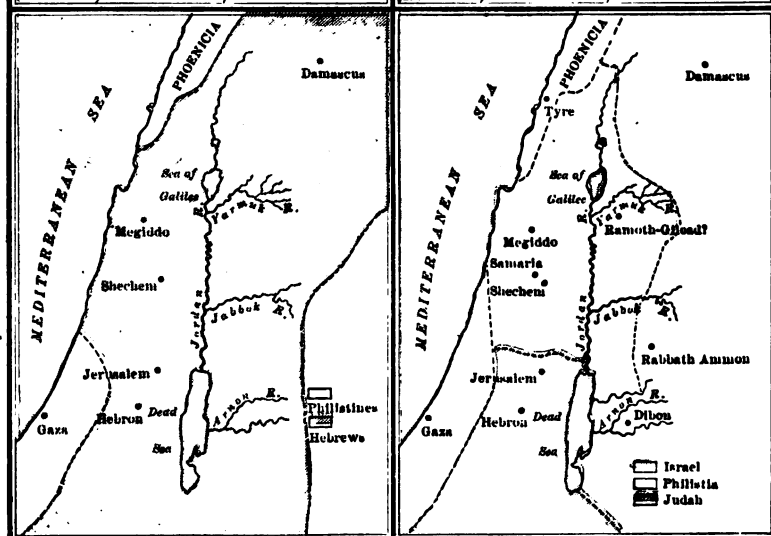 PHOENICIA
Damascus
MEDITERRANEAN SEA
Sea of
Galilee
Yarmuk R.
Megiddo
Shechem
Jordan R.
Jabbok R.
Jerusalem
Hebron
Gaza
Dead
Sea
Arnon R.
Philistines
Hebrews
PHOENICIA
Damascus
Tyre
MEDITERRANEAN SEA
Sea of
Galilee
Yarmuk R.
Ramoth-Gilead?
Megiddo
Samaria
Shechem
Jordan R.
Jabbok R.
Rabbath Ammon
Jerusalem
Hebron
Gaza
Dead
Sea
Arnon R.
Dibon
Israel
Philistia
Judah